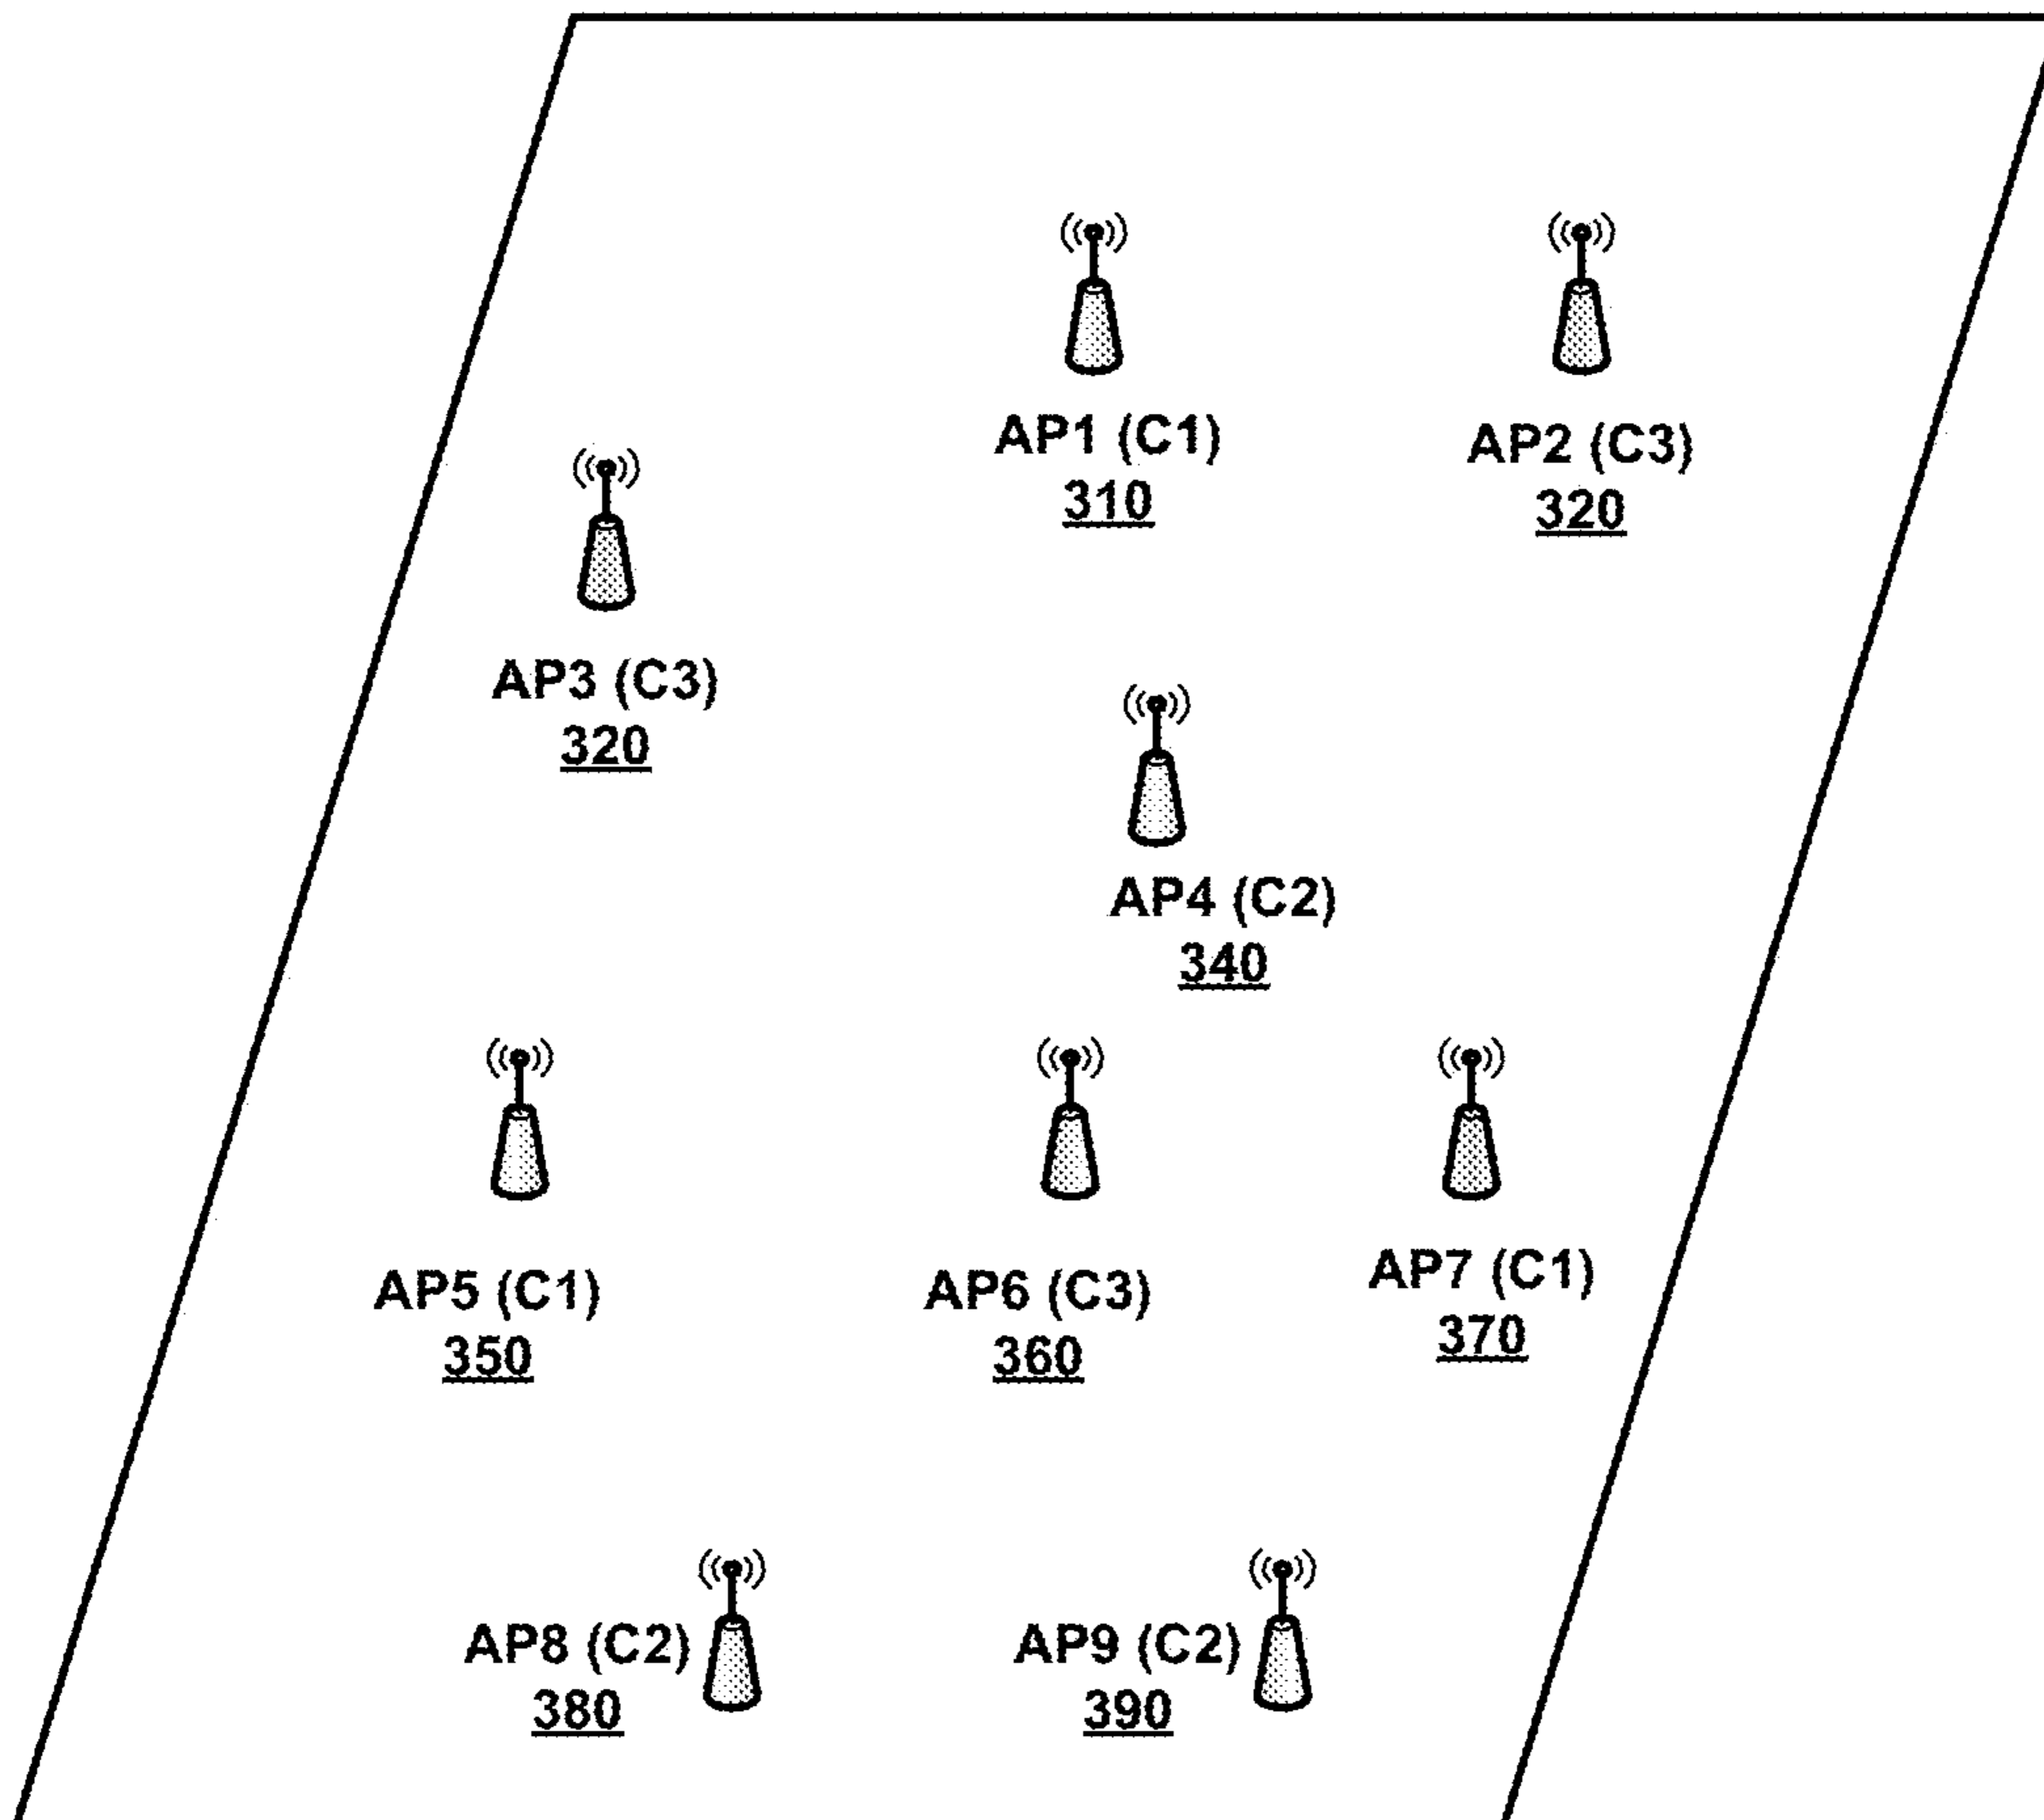 AP1 (C1)
310
AP2 (C3)
320
AP3 (C3)
320
AP4 (C2)
340
AP5 (C1)
350
AP6 (C3)
360
AP7 (C1)
370
AP8 (C2)
380
AP9 (C2)
390